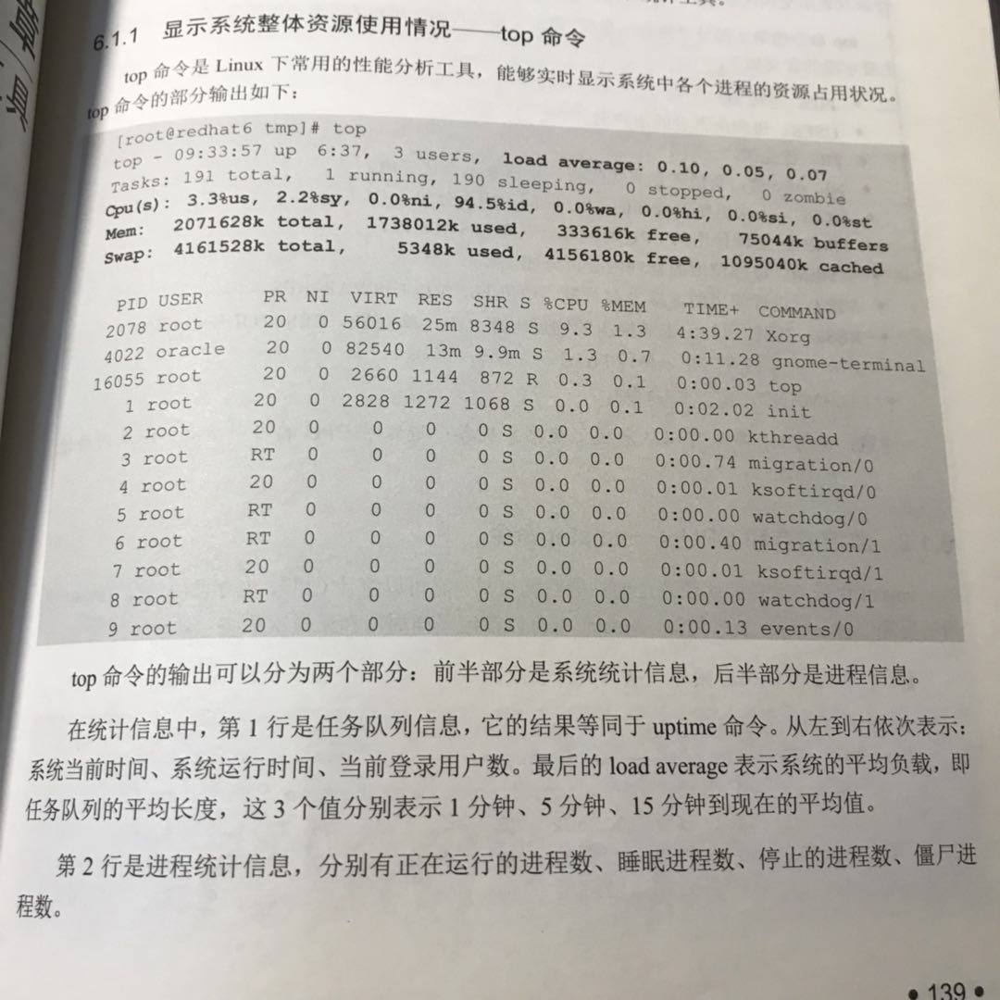 6.1.1 显示系统整体资源使用情况——top 命令
top 命令是 Linux 下常用的性能分析工具，能够实时显示系统中各个进程的资源占用状况。
top 命令的部分输出如下：
[root@redhat6 tmp]# top
top - 09:33:57 up 6:37, 3 users, load average: 0.10, 0.05, 0.07
Tasks: 191 total, 1 running, 190 sleeping, 0 stopped, 0 zombie
Cpu(s): 3.3%us, 2.2%sy, 0.0%ni, 94.5%id, 0.0%wa, 0.0%hi, 0.0%si, 0.0%st
Mem: 2071628k total, 1738012k used, 333616k free, 75044k buffers
Swap: 4161528k total, 5348k used, 4156180k free, 1095040k cached
PID USER PR NI VIRT RES SHR S %CPU %MEM TIME+ COMMAND
2078 root 20 0 56016 25m 8348 S 9.3 1.3 4:39.27 Xorg
4022 oracle 20 0 82540 13m 9.9m S 1.3 0.7 0:11.28 gnome-terminal
16055 root 20 0 2660 1144 872 R 0.3 0.1 0:00.03 top
1 root 20 0 2828 1272 1068 S 0.0 0.1 0:02.02 init
2 root 20 0 0 0 0 S 0.0 0.0 0:00.00 kthreadd
3 root RT 0 0 0 0 S 0.0 0.0 0:00.74 migration/0
4 root 20 0 0 0 0 S 0.0 0.0 0:00.01 ksoftirqd/0
5 root RT 0 0 0 0 S 0.0 0.0 0:00.00 watchdog/0
6 root RT 0 0 0 0 S 0.0 0.0 0:00.40 migration/1
7 root 20 0 0 0 0 S 0.0 0.0 0:00.01 ksoftirqd/1
8 root RT 0 0 0 0 S 0.0 0.0 0:00.00 watchdog/1
9 root 20 0 0 0 0 S 0.0 0.0 0:00.13 events/0
top 命令的输出可以分为两个部分：前半部分是系统统计信息，后半部分是进程信息。
在统计信息中，第 1 行是任务队列信息，它的结果等同于 uptime 命令。从左到右依次表示：
系统当前时间、系统运行时间、当前登录用户数。最后的 load average 表示系统的平均负载，即
任务队列的平均长度，这 3 个值分别表示 1 分钟、5 分钟、15 分钟到现在的平均值。
第 2 行是进程统计信息，分别有正在运行的进程数、睡眠进程数、停止的进程数、僵尸进
程数。
• 139 •